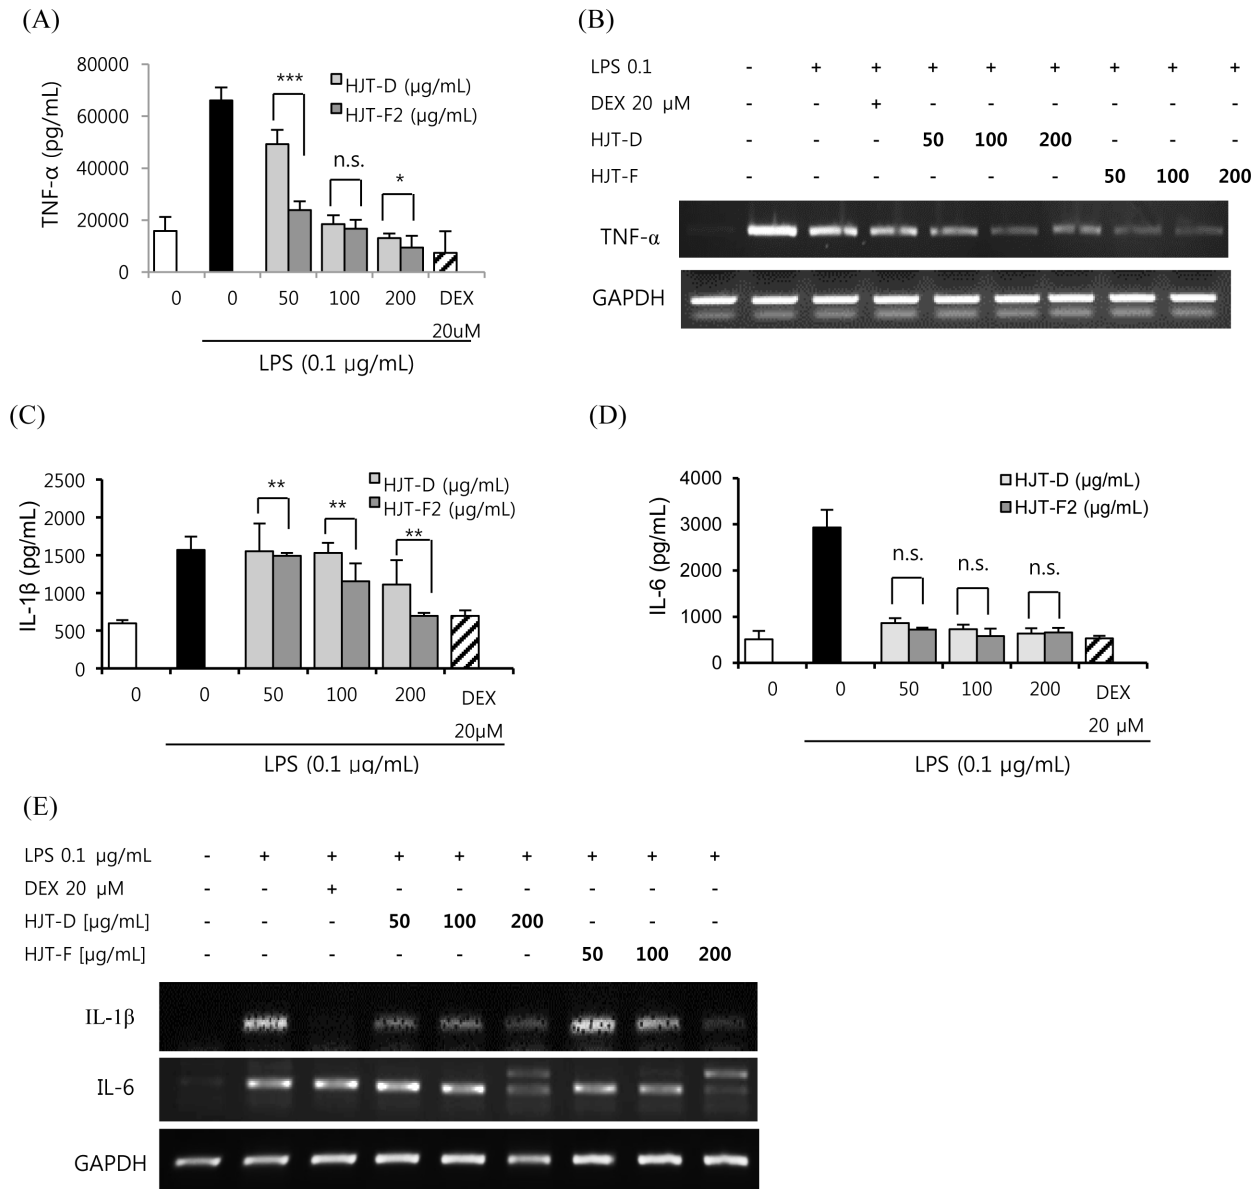 (A)
TNF-α (pg/mL)
80000
60000
40000
20000
0
***
n.s.
*
HJT-D (µg/mL)
HJT-F2 (µg/mL)
0 0 50 100 200 DEX
20uM
LPS (0.1 µg/mL)
(B)
LPS 0.1 - + + + + + + + +
DEX 20 µM - - + - - - - - -
HJT-D - - - 50 100 200 - - -
HJT-F - - - - - - 50 100 200
TNF-α
GAPDH
(C)
IL-1β (pg/mL)
2500
2000
1500
1000
500
0
**
**
**
HJT-D (µg/mL)
HJT-F2 (µg/mL)
0 0 50 100 200 DEX
20µM
LPS (0.1 µg/mL)
(D)
IL-6 (pg/mL)
4000
3000
2000
1000
0
n.s.
n.s.
n.s.
HJT-D (µg/mL)
HJT-F2 (µg/mL)
0 0 50 100 200 DEX
20 µM
LPS (0.1 µg/mL)
(E)
LPS 0.1 µg/mL - + + + + + + + +
DEX 20 µM - - + - - - - - -
HJT-D [µg/mL] - - - 50 100 200 - - -
HJT-F [µg/mL] - - - - - - 50 100 200
IL-1β
IL-6
GAPDH